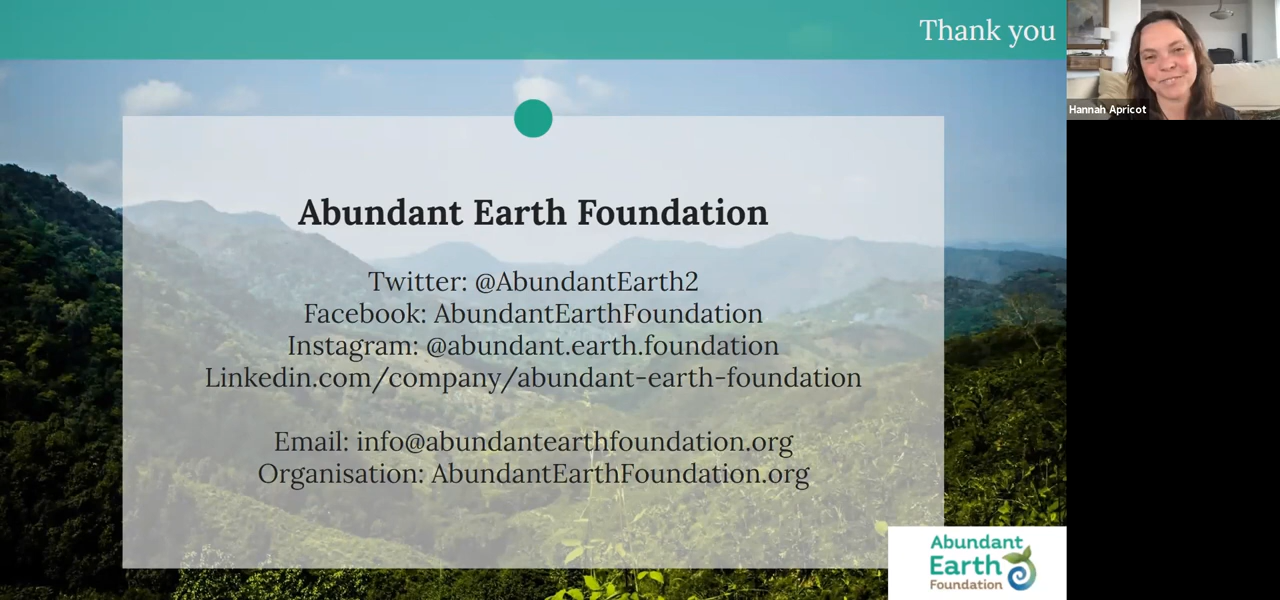 Thank you
Hannah Apricot
Abundant Earth Foundation
Twitter: @AbundantEarth2
Facebook: AbundantEarthFoundation
Instagram: @abundant.earth.foundation
Linkedin.com/company/abundant-earth-foundation
Email: info@abundantearthfoundation.org
Organisation: AbundantEarthFoundation.org
Abundant
Earth
Foundation